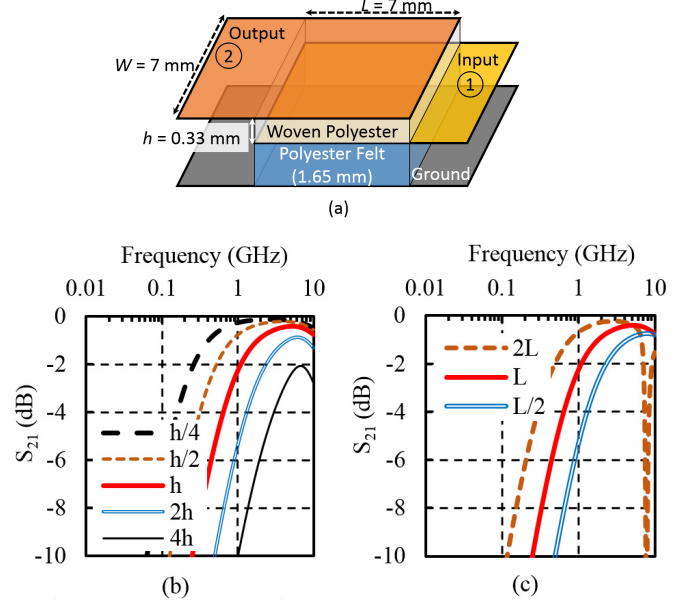 L = 7 mm
Output
2
W = 7 mm
Input
1
h = 0.33 mm
Woven Polyester
Polyester Felt
(1.65 mm)
Ground
(a)
Frequency (GHz)
0.01 0.1 1 10
0
-2
-4
-6
-8
-10
S21 (dB)
h/4
h/2
h
2h
4h
(b)
Frequency (GHz)
0.01 0.1 1 10
0
-2
-4
-6
-8
-10
S21 (dB)
2L
L
L/2
(c)